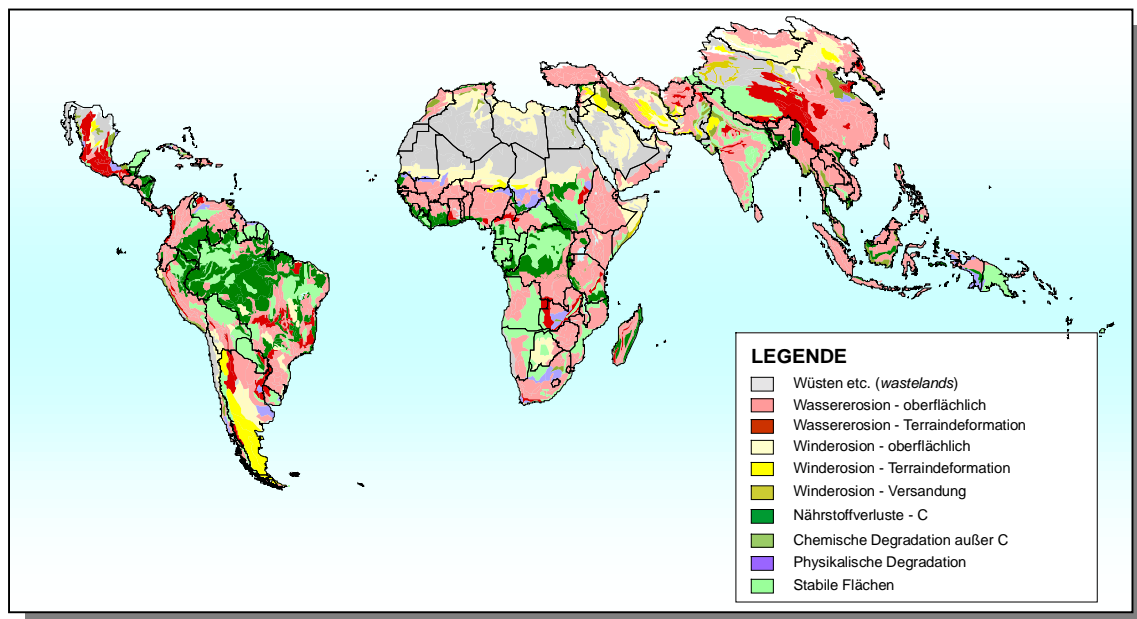 LEGENDE
Wüsten etc. (wastelands)
Wassererosion - oberflächlich
Wassererosion - Terraindeformation
Winderosion - oberflächlich
Winderosion - Terraindeformation
Winderosion - Versandung
Nährstoffverluste - C
Chemische Degradation außer C
Physikalische Degradation
Stabile Flächen